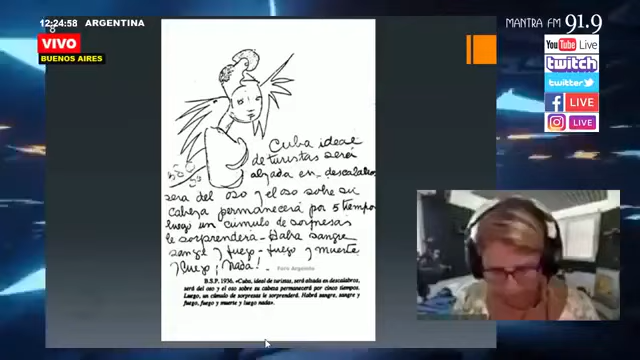 12:24:58 ARGENTINA
8
VIVO
BUENOS AIRES
MANTRA FM 91.9
YouTube Live
twitch
twitter
f LIVE
LIVE
Cuba ideal
de turistas será
alzada en descalabro
será del oso y el oso sobre su
cabeza permanecerá por 5 tiempos
luego un cúmulo de sorpresas
le sorprenderá - Habrá sangre
sangre y fuego - fuego y muerte
y luego ¡Nada!
Foro Argentno
B.S.P. 1936. «Cuba, ideal de turistas, será alzada en descalabros,
será del oso y el oso sobre su cabeza permanecerá por cinco tiempos.
Luego, un cúmulo de sorpresas le sorprenderá. Habrá sangre, sangre y
fuego, fuego y muerte y luego nada».